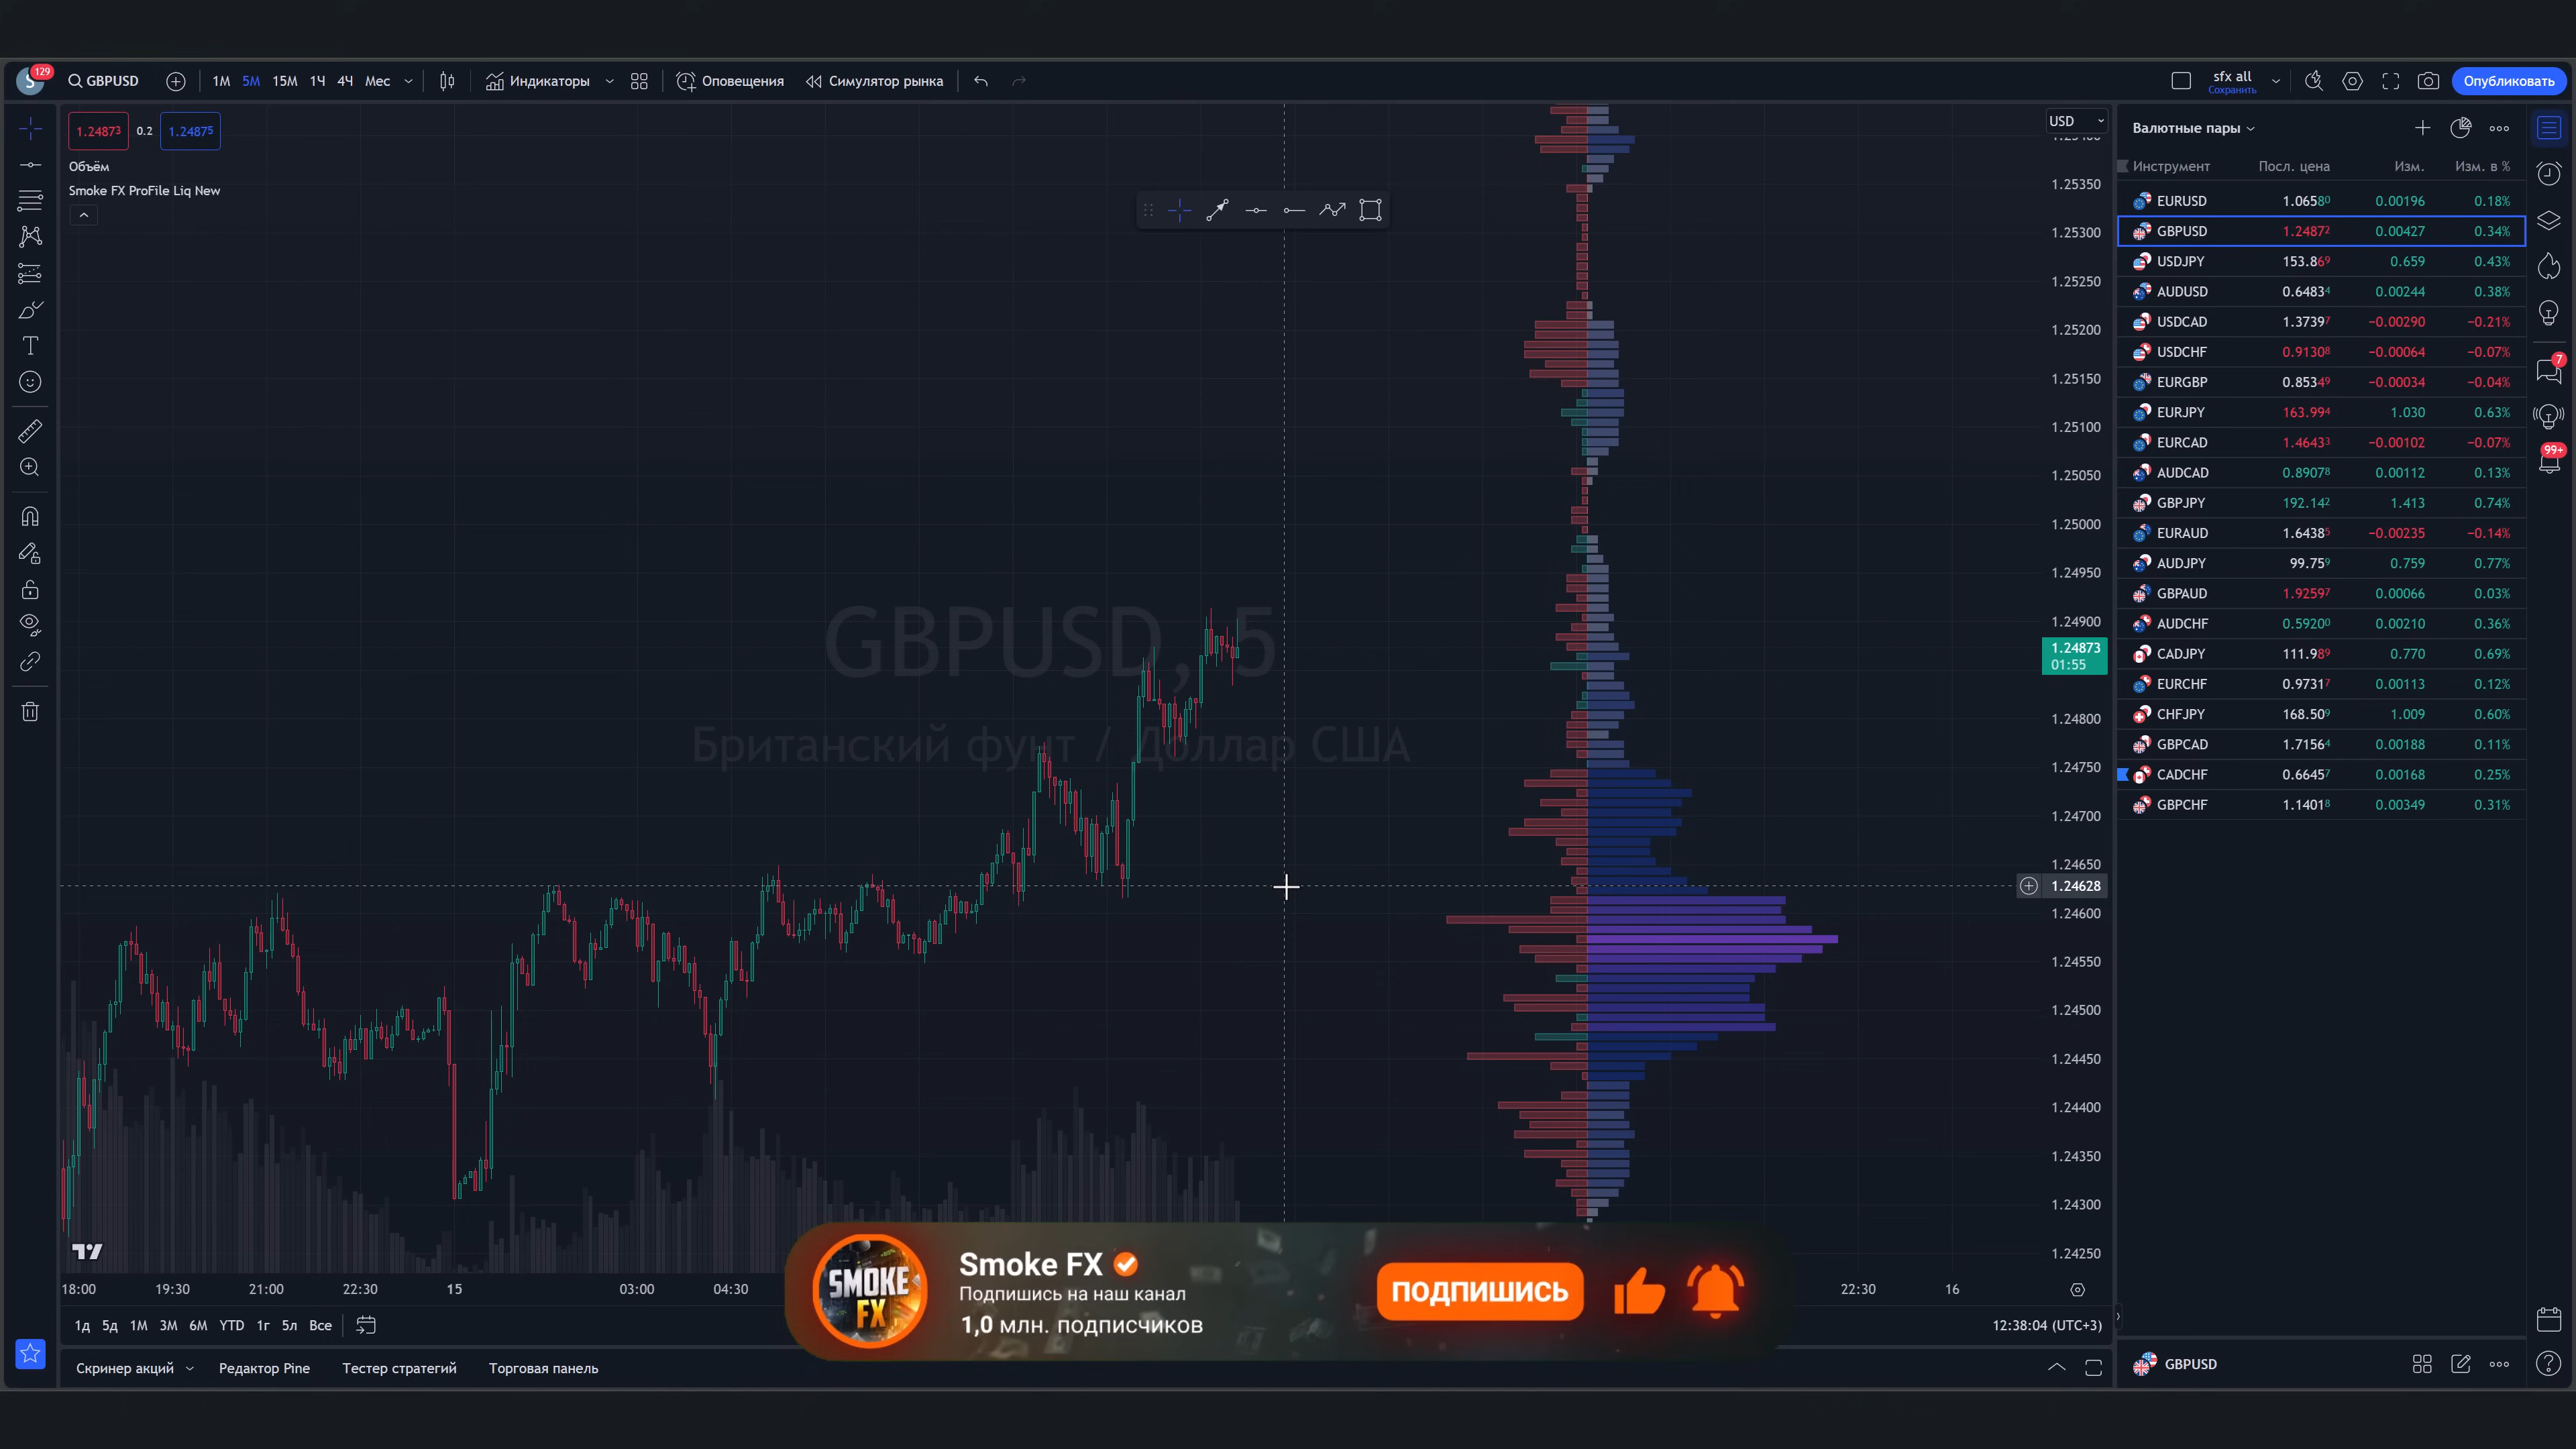 S 129 GBPUSD 1М 5М 15М 1Ч 4Ч Мес Индикаторы Оповещения Симулятор рынка sfx all Сохранить Опубликовать
1.24873 0.2 1.24875
Объём
Smoke FX ProFile Liq New
GBPUSD, 5
Британский фунт / Доллар США
USD
1.25350
1.25300
1.25250
1.25200
1.25150
1.25100
1.25050
1.25000
1.24950
1.24900
1.24873
01:55
1.24800
1.24750
1.24700
1.24650
1.24628
1.24600
1.24550
1.24500
1.24450
1.24400
1.24350
1.24300
1.24250
18:00 19:30 21:00 22:30 15 03:00 04:30 22:30 16
Smoke FX
Подпишись на наш канал
1,0 млн. подписчиков
SMOKE
FX
ПОДПИШИСЬ
1д 5д 1М 3М 6М YTD 1г 5л Все 12:38:04 (UTC+3)
Скринер акций Редактор Pine Тестер стратегий Торговая панель
Валютные пары
Инструмент Посл. цена Изм. Изм. в %
EURUSD 1.06580 0.00196 0.18%
GBPUSD 1.24872 0.00427 0.34%
USDJPY 153.869 0.659 0.43%
AUDUSD 0.64834 0.00244 0.38%
USDCAD 1.37397 −0.00290 −0.21%
USDCHF 0.91308 −0.00064 −0.07%
EURGBP 0.85349 −0.00034 −0.04%
EURJPY 163.994 1.030 0.63%
EURCAD 1.46433 −0.00102 −0.07%
AUDCAD 0.89078 0.00112 0.13%
GBPJPY 192.142 1.413 0.74%
EURAUD 1.64385 −0.00235 −0.14%
AUDJPY 99.759 0.759 0.77%
GBPAUD 1.92597 0.00066 0.03%
AUDCHF 0.59200 0.00210 0.36%
CADJPY 111.989 0.770 0.69%
EURCHF 0.97317 0.00113 0.12%
CHFJPY 168.509 1.009 0.60%
GBPCAD 1.71564 0.00188 0.11%
CADCHF 0.66457 0.00168 0.25%
GBPCHF 1.14018 0.00349 0.31%
GBPUSD
7
99+